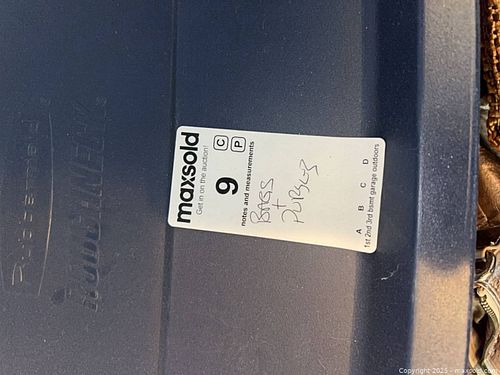 Rubbermaid
Roughneck
maxsold
Get in on the auction!
9
C
P
notes and measurements
BAGS
+
PURSES
A B C D
1st 2nd 3rd bsmt garage outdoors
Copyright 2025 - maxsold.com